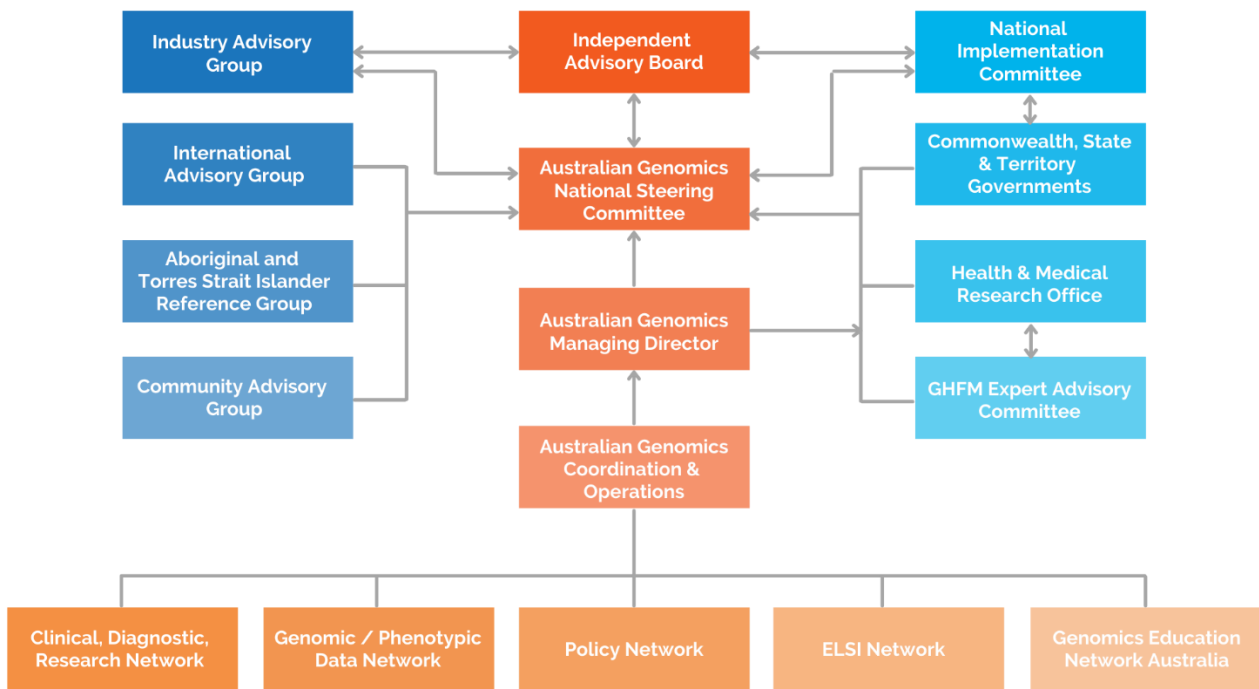 Industry Advisory
Group
Independent
Advisory Board
National
Implementation
Committee
International
Advisory Group
Australian Genomics
National Steering
Committee
Commonwealth, State
& Territory
Governments
Aboriginal and
Torres Strait Islander
Reference Group
Australian Genomics
Managing Director
Health & Medical
Research Office
Community Advisory
Group
GHFM Expert Advisory
Committee
Australian Genomics
Coordination &
Operations
Clinical, Diagnostic,
Research Network
Genomic / Phenotypic
Data Network
Policy Network
ELSI Network
Genomics Education
Network Australia